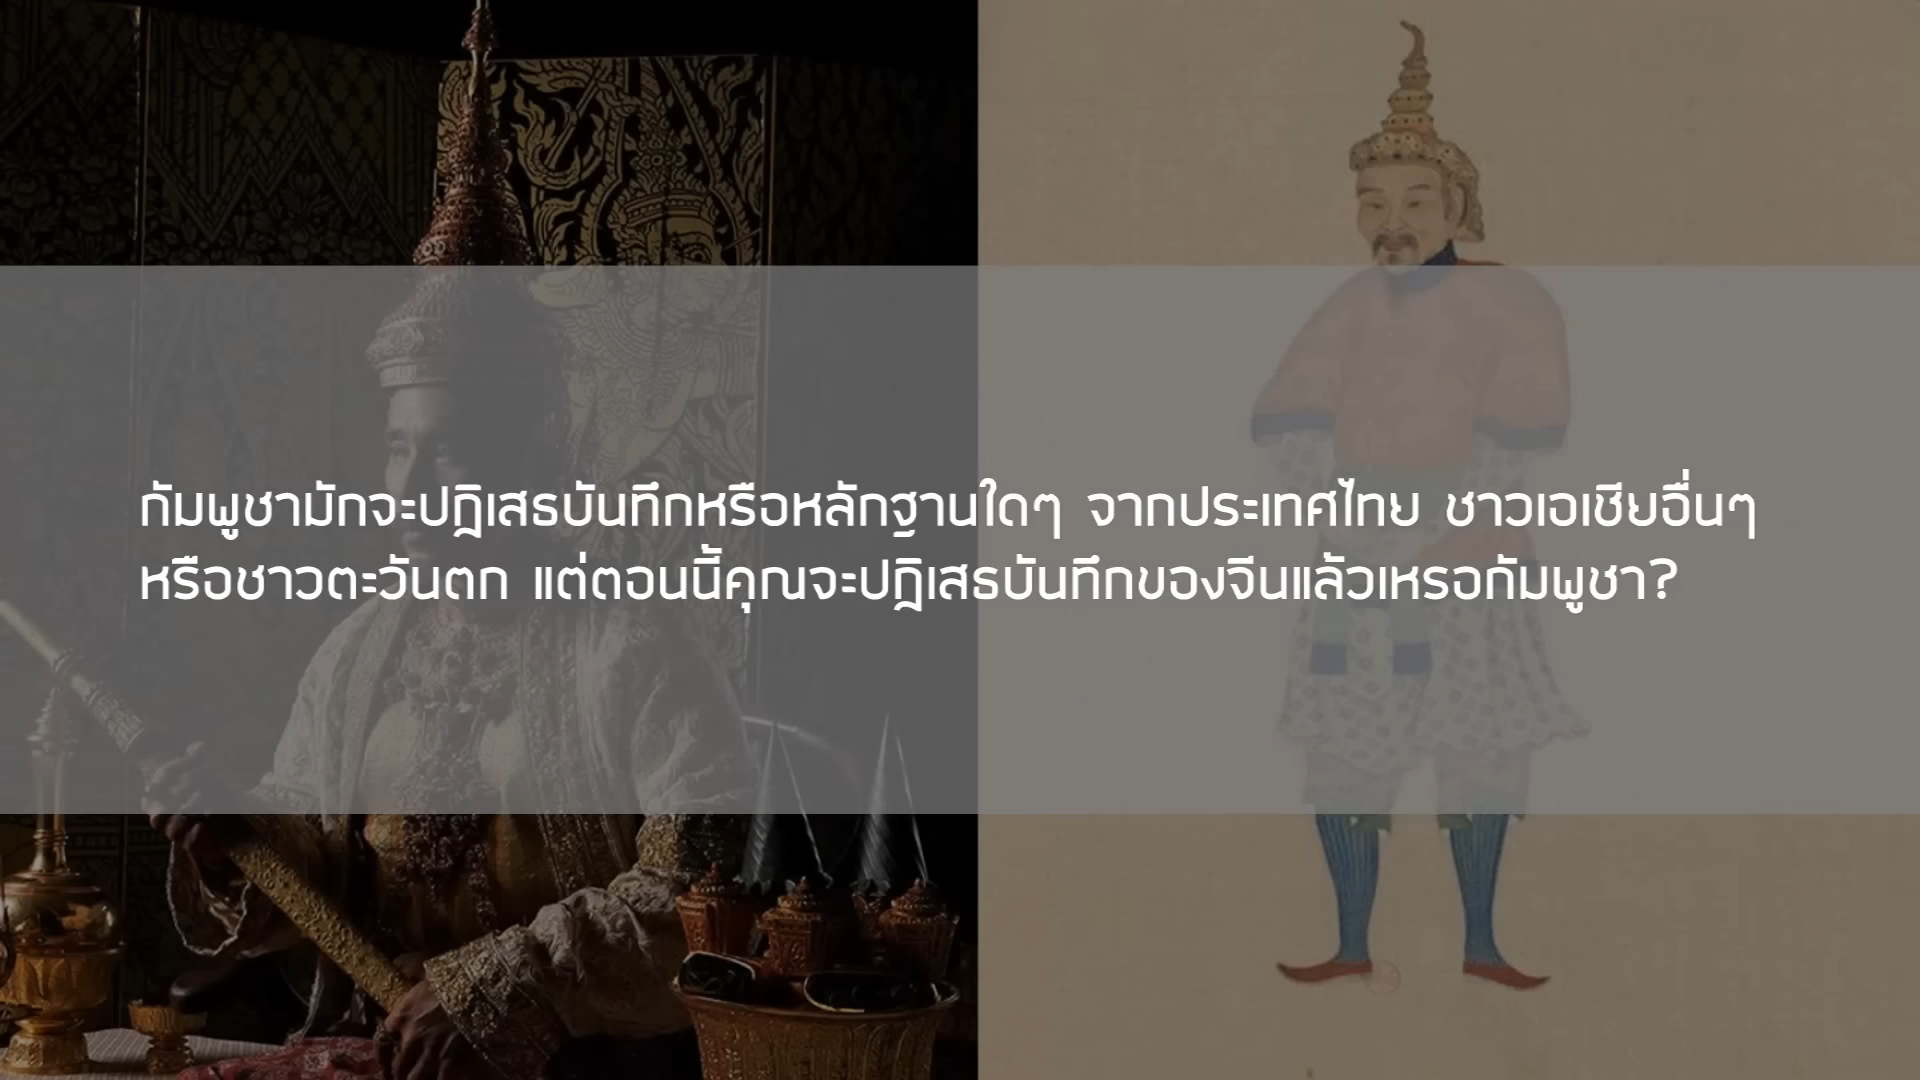 กัมพูชามักจะปฎิเสธบันทึกหรือหลักฐานใดๆ จากประเทศไทย ชาวเอเชียอื่นๆ
หรือชาวตะวันตก แต่ตอนนี้คุณจะปฎิเสธบันทึกของจีนแล้วเหรอกัมพูชา?